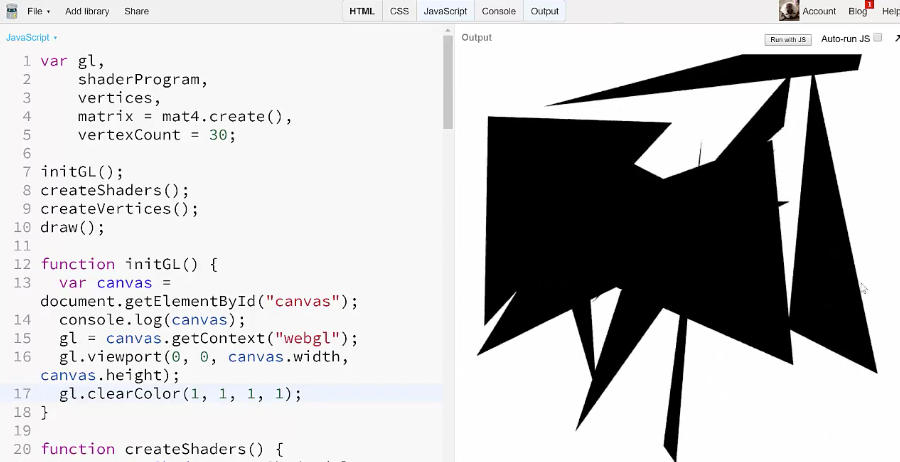 File ▾ Add library Share HTML CSS JavaScript Console Output Account Blog 1 Help
JavaScript ▾
Output Run with JS Auto-run JS
1 var gl,
2 shaderProgram,
3 vertices,
4 matrix = mat4.create(),
5 vertexCount = 30;
6
7 initGL();
8 createShaders();
9 createVertices();
10 draw();
11
12 function initGL() {
13 var canvas =
document.getElementById("canvas");
14 console.log(canvas);
15 gl = canvas.getContext("webgl");
16 gl.viewport(0, 0, canvas.width,
canvas.height);
17 gl.clearColor(1, 1, 1, 1);
18 }
19
20 function createShaders() {